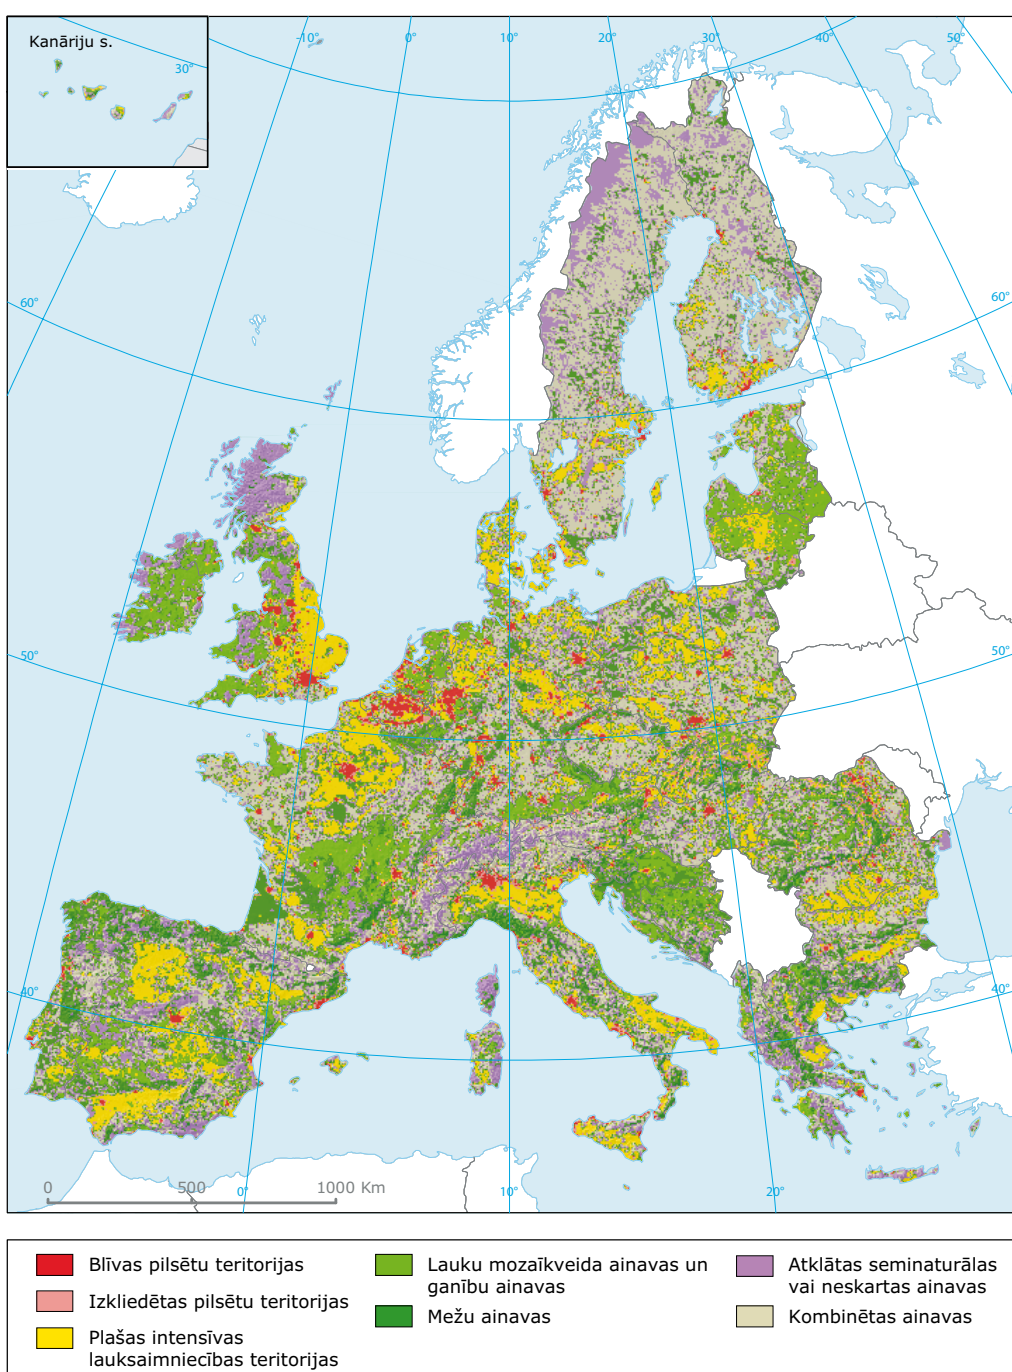 Kanāriju s.
30°
-10°
0°
10°
20°
30°
40°
50°
60°
60°
50°
50°
40°
40°
0
500
1000 Km
0°
10°
20°
Blīvas pilsētu teritorijas
Izkliedētas pilsētu teritorijas
Plašas intensīvas
lauksaimniecības teritorijas
Lauku mozaīkveida ainavas un
ganību ainavas
Mežu ainavas
Atklātas seminaturālas
vai neskartas ainavas
Kombinētas ainavas